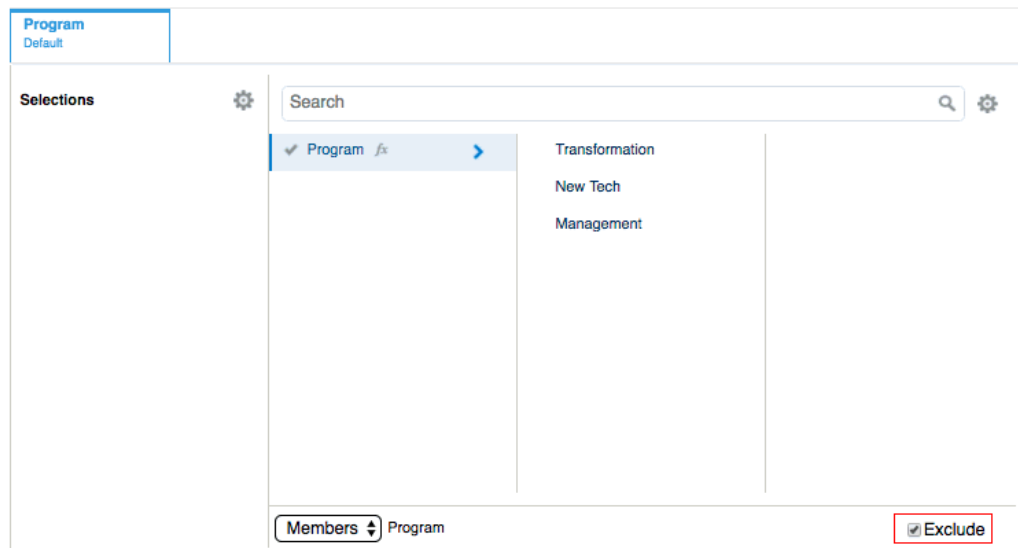 Program
Default
Selections
Search
Program fx
Transformation
New Tech
Management
Members Program
Exclude